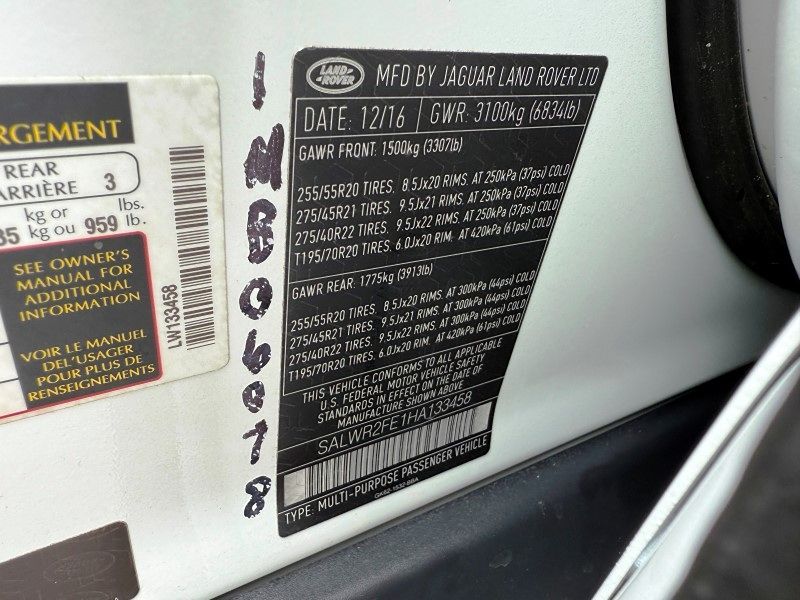 RGEMENT
REAR
ARRIÈRE 3
kg or lbs.
35 kg ou 959 lb.
SEE OWNER'S
MANUAL FOR
ADDITIONAL
INFORMATION
VOIR LE MANUEL
DEL'USAGER
POUR PLUS DE
RENSEIGNEMENTS
LW133458
LAND ROVER
MFD BY JAGUAR LAND ROVER LTD
DATE: 12/16 GWR: 3100kg (6834lb)
GAWR FRONT: 1500kg (3307lb)
255/55R20 TIRES. 8.5Jx20 RIMS. AT 250kPa (37psi) COLD
275/45R21 TIRES. 9.5Jx21 RIMS. AT 250kPa (37psi) COLD
275/40R22 TIRES. 9.5Jx22 RIMS. AT 250kPa (37psi) COLD
T195/70R20 TIRES. 6.0Jx20 RIM. AT 420kPa (61psi) COLD
GAWR REAR: 1775kg (3913lb)
255/55R20 TIRES. 8.5Jx20 RIMS. AT 300kPa (44psi) COLD
275/45R21 TIRES. 9.5Jx21 RIMS. AT 300kPa (44psi) COLD
275/40R22 TIRES. 9.5Jx22 RIMS. AT 300kPa (44psi) COLD
T195/70R20 TIRES. 6.0Jx20 RIM. AT 420kPa (61psi) COLD
THIS VEHICLE CONFORMS TO ALL APPLICABLE
U.S. FEDERAL MOTOR VEHICLE SAFETY
STANDARDS IN EFFECT ON THE DATE OF
MANUFACTURE SHOWN ABOVE
SALWR2FE1HA133458
TYPE: MULTI-PURPOSE PASSENGER VEHICLE